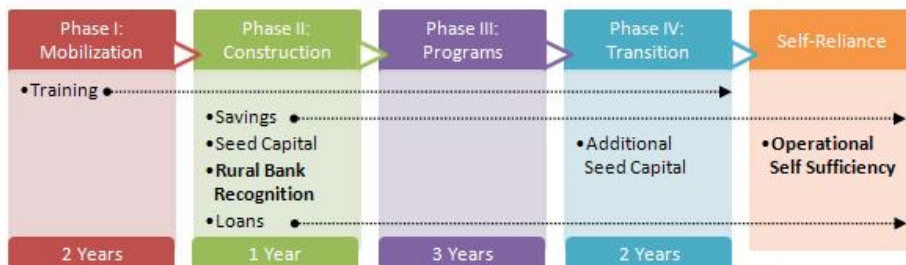 Phase I:
Mobilization
Phase II:
Construction
Phase III:
Programs
Phase IV:
Transition
Self-Reliance
•Training
•Savings
•Seed Capital
•Rural Bank
Recognition
•Loans
•Additional
Seed Capital
•Operational
Self Sufficiency
2 Years
1 Year
3 Years
2 Years